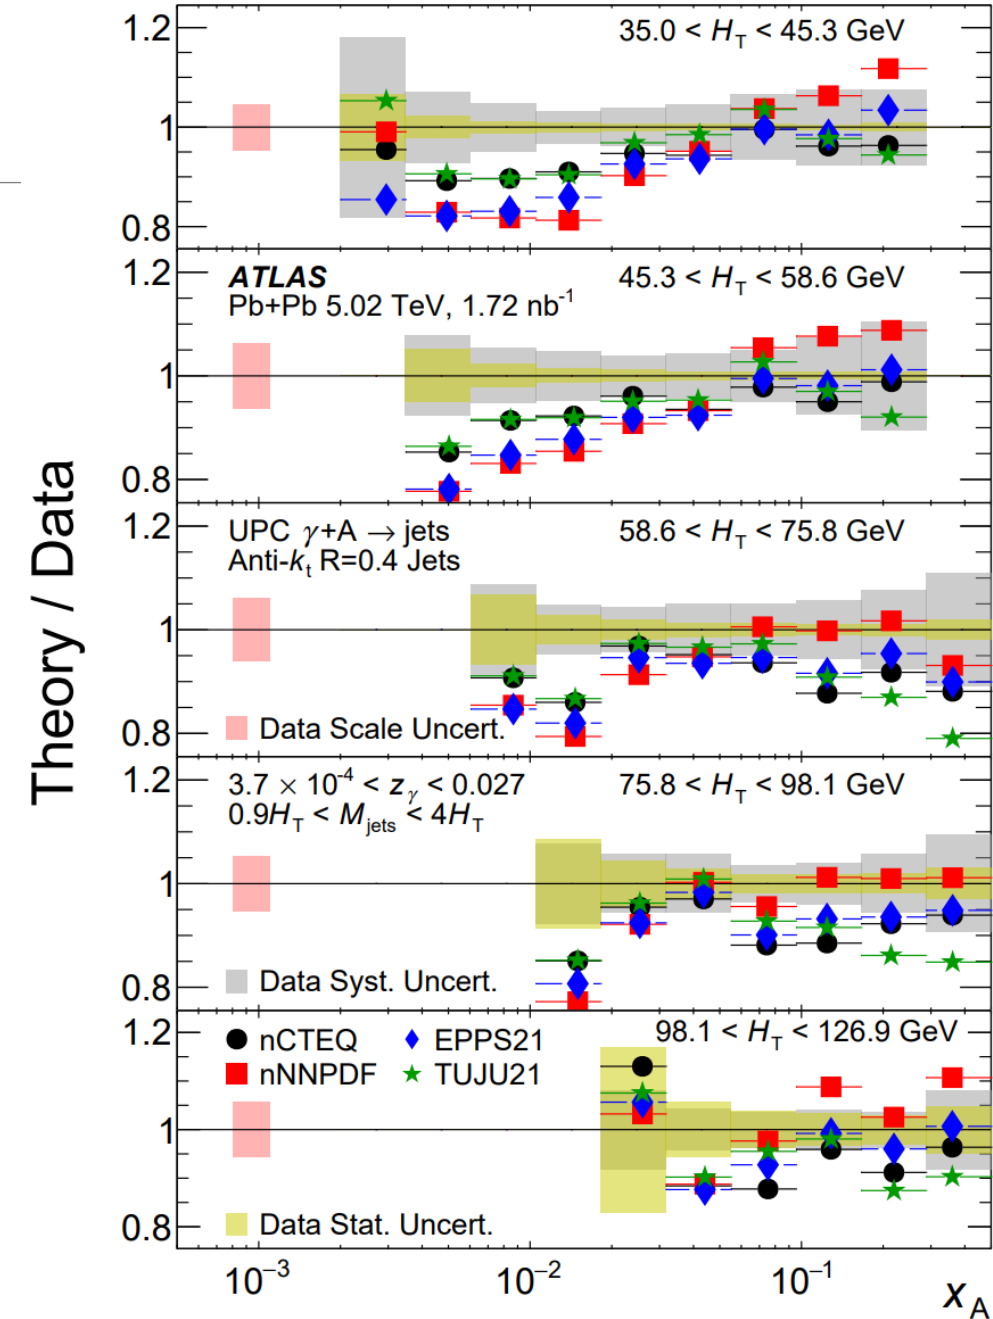 Theory / Data
1.2
35.0 < H_T < 45.3 GeV
1
0.8
1.2
ATLAS
45.3 < H_T < 58.6 GeV
Pb+Pb 5.02 TeV, 1.72 nb⁻¹
1
0.8
1.2
UPC γ+A → jets
58.6 < H_T < 75.8 GeV
Anti-k_t R=0.4 Jets
1
Data Scale Uncert.
0.8
1.2
3.7 × 10⁻⁴ < z_γ < 0.027
75.8 < H_T < 98.1 GeV
0.9H_T < M_jets < 4H_T
1
Data Syst. Uncert.
0.8
1.2
98.1 < H_T < 126.9 GeV
nCTEQ EPPS21
nNNPDF TUJU21
1
Data Stat. Uncert.
0.8
10⁻³ 10⁻² 10⁻¹
x_A